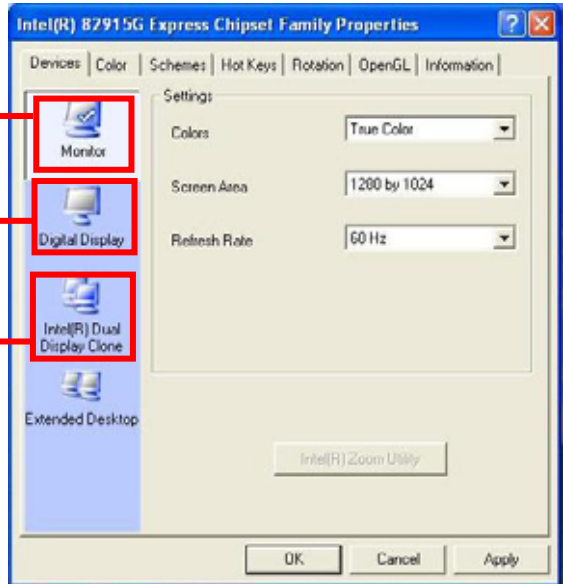 Intel(R) 82915G Express Chipset Family Properties
Devices Color Schemes Hot Keys Rotation OpenGL Information
Monitor
Digital Display
Intel(R) Dual
Display Clone
Extended Desktop
Settings
Colors True Color
Screen Area 1280 by 1024
Refresh Rate 60 Hz
Intel(R) Zoom Utility
OK Cancel Apply